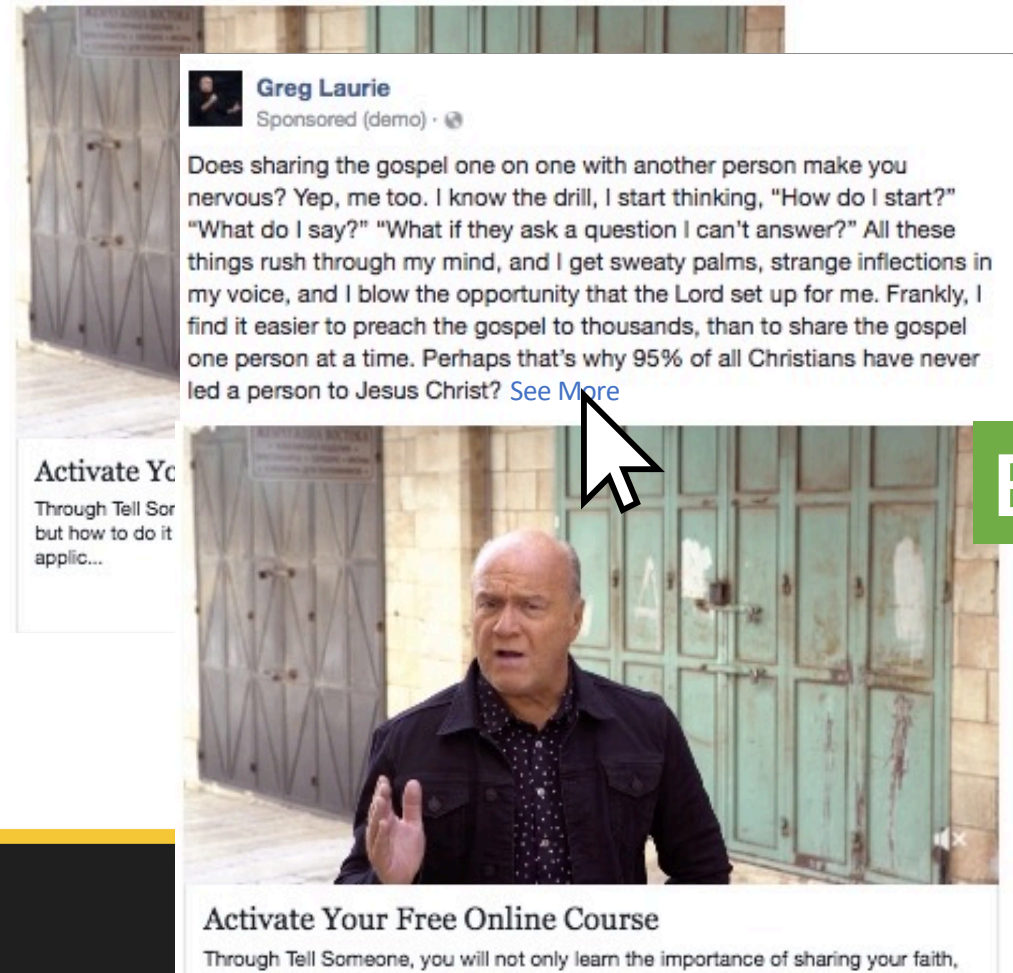 ЖЕМЧУЖИНА ВОСТОКА
Greg Laurie
Sponsored (demo) ·
Does sharing the gospel one on one with another person make you
nervous? Yep, me too. I know the drill, I start thinking, “How do I start?”
“What do I say?” “What if they ask a question I can’t answer?” All these
things rush through my mind, and I get sweaty palms, strange inflections in
my voice, and I blow the opportunity that the Lord set up for me. Frankly, I
find it easier to preach the gospel to thousands, than to share the gospel
one person at a time. Perhaps that’s why 95% of all Christians have never
led a person to Jesus Christ? See More
Activate Yo
Through Tell Som
but how to do it
applic...
ЖЕМЧУЖИНА ВОСТОКА
A
Activate Your Free Online Course
Through Tell Someone, you will not only learn the importance of sharing your faith,